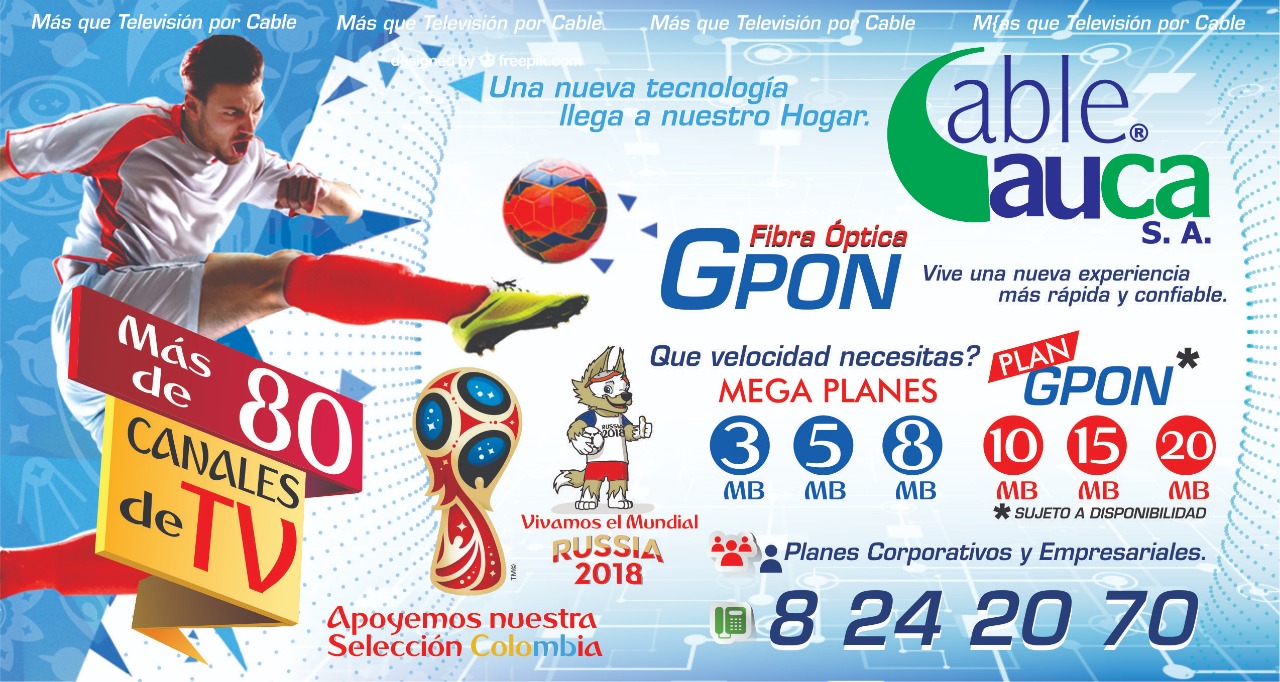 Más que Televisión por Cable
Más que Televisión por Cable
Más que Televisión por Cable
M{as que Televisión por Cable
designed by freepik.com
Una nueva tecnología
llega a nuestro Hogar.
Cable®
Cauca
S. A.
Fibra Óptica
GPON
Vive una nueva experiencia
más rápida y confiable.
Más de 80
CANALES
de TV
Que velocidad necesitas?
MEGA PLANES
3 MB
5 MB
8 MB
PLAN
GPON*
10 MB
15 MB
20 MB
* SUJETO A DISPONIBILIDAD
RUSSIA
2018
Vivamos el Mundial
RUSSIA
2018
TM©
Apoyemos nuestra
Selección Colombia
Planes Corporativos y Empresariales.
8 24 20 70